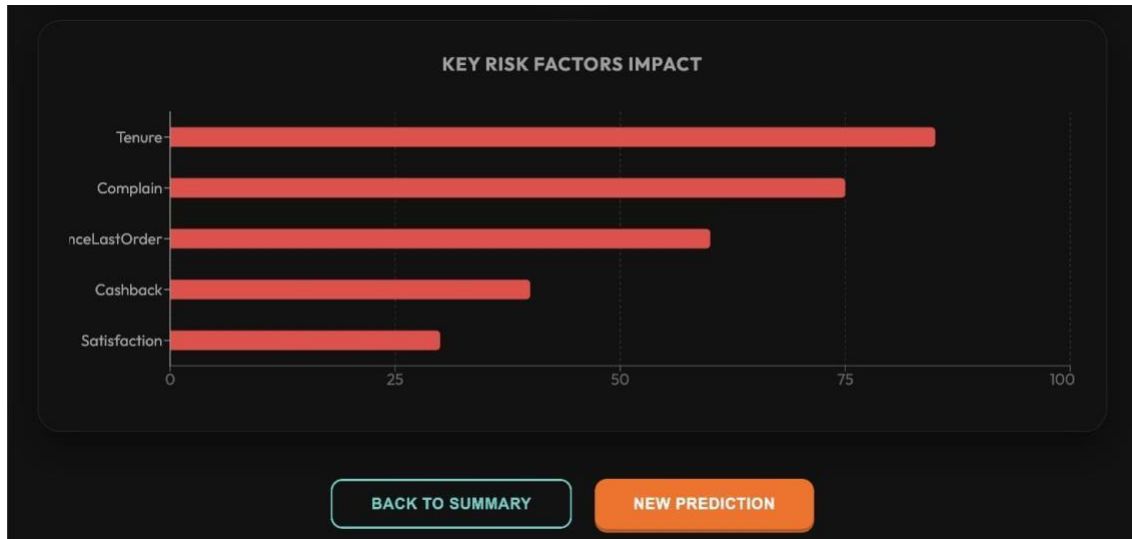 KEY RISK FACTORS IMPACT
Tenure
Complain
nceLastOrder
Cashback
Satisfaction
0 25 50 75 100
BACK TO SUMMARY NEW PREDICTION